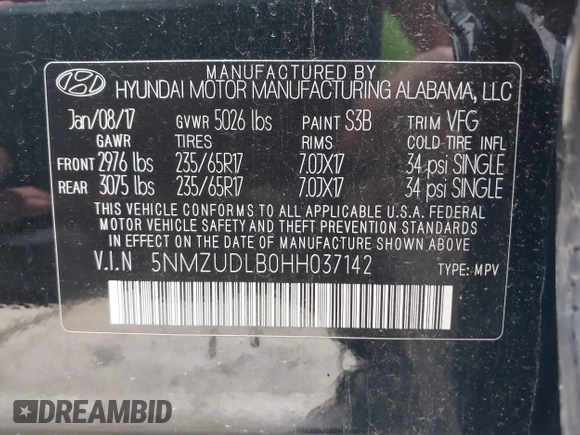 MANUFACTURED BY
HYUNDAI MOTOR MANUFACTURING ALABAMA, LLC
Jan/08/17 GVWR 5026 lbs PAINT S3B TRIM VFG
GAWR TIRES RIMS COLD TIRE INFL
FRONT 2976 lbs 235/65R17 7.0JX17 34 psi SINGLE
REAR 3075 lbs 235/65R17 7.0JX17 34 psi SINGLE
THIS VEHICLE CONFORMS TO ALL APPLICABLE U.S.A. FEDERAL
MOTOR VEHICLE SAFETY AND THEFT PREVENTION STANDARDS
IN EFFECT ON THE DATE OF MANUFACTURE SHOWN ABOVE.
V.I.N 5NMZUDLB0HH037142 TYPE: MPV
DREAMBID